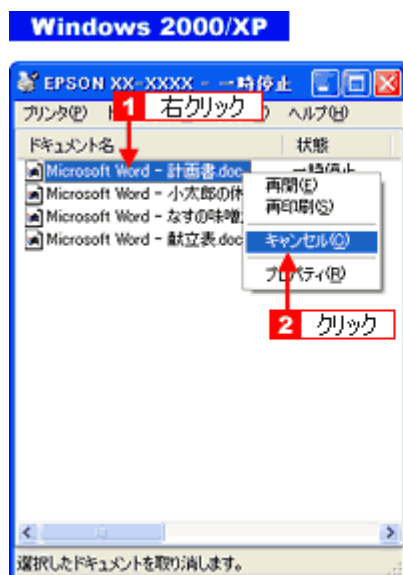 Windows 2000/XP
EPSON XX-XXXX - 一時停止
プリンタ(P) ヘルプ(H)
1 右クリック
ドキュメント名 状態
Microsoft Word - 計画書.doc 一時停止
Microsoft Word - 小太郎の休
Microsoft Word - なすの味噌
Microsoft Word - 献立表.doc
再開(E)
再印刷(S)
キャンセル(C)
プロパティ(R)
2 クリック
選択したドキュメントを取り消します。